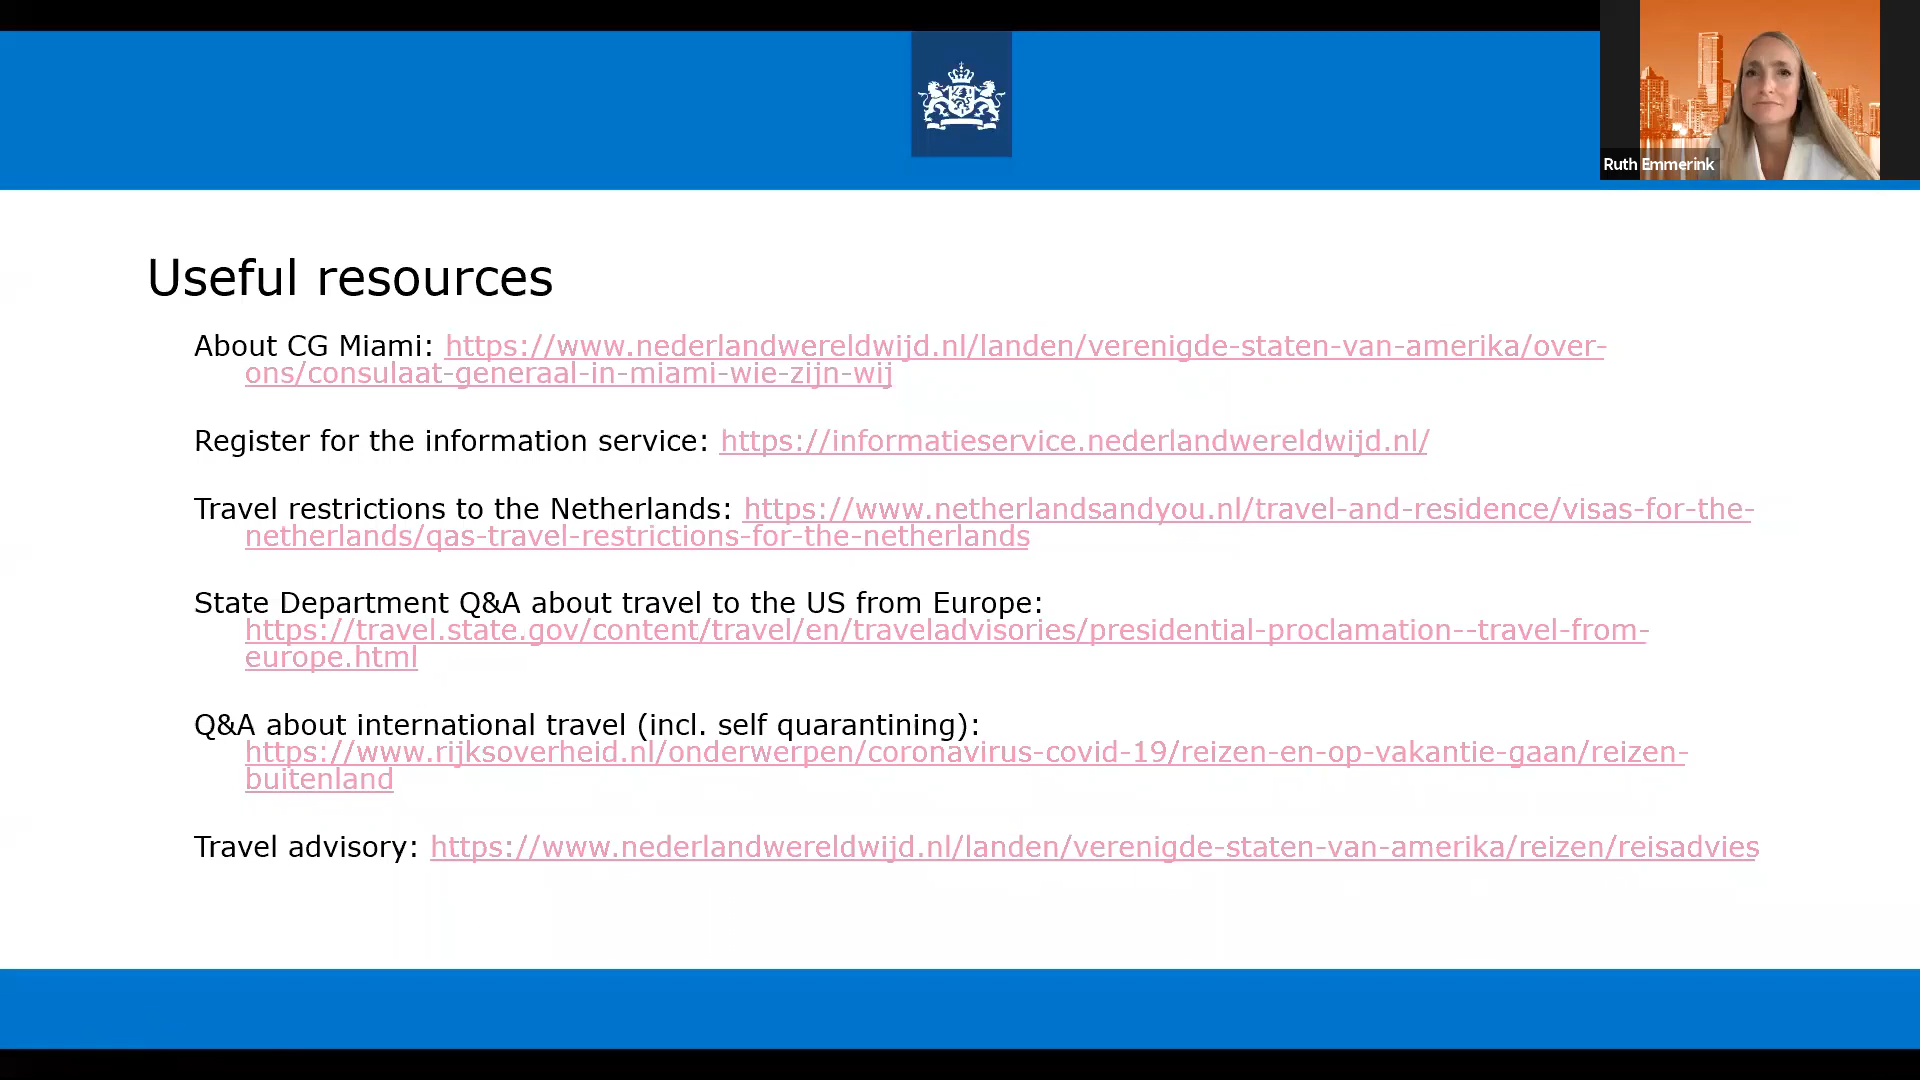 Ruth Emmerink
Useful resources
About CG Miami: https://www.nederlandwereldwijd.nl/landen/verenigde-staten-van-amerika/over-
ons/consulaat-generaal-in-miami-wie-zijn-wij
Register for the information service: https://informatieservice.nederlandwereldwijd.nl/
Travel restrictions to the Netherlands: https://www.netherlandsandyou.nl/travel-and-residence/visas-for-the-
netherlands/qas-travel-restrictions-for-the-netherlands
State Department Q&A about travel to the US from Europe:
https://travel.state.gov/content/travel/en/traveladvisories/presidential-proclamation--travel-from-
europe.html
Q&A about international travel (incl. self quarantining):
https://www.rijksoverheid.nl/onderwerpen/coronavirus-covid-19/reizen-en-op-vakantie-gaan/reizen-
buitenland
Travel advisory: https://www.nederlandwereldwijd.nl/landen/verenigde-staten-van-amerika/reizen/reisadvies